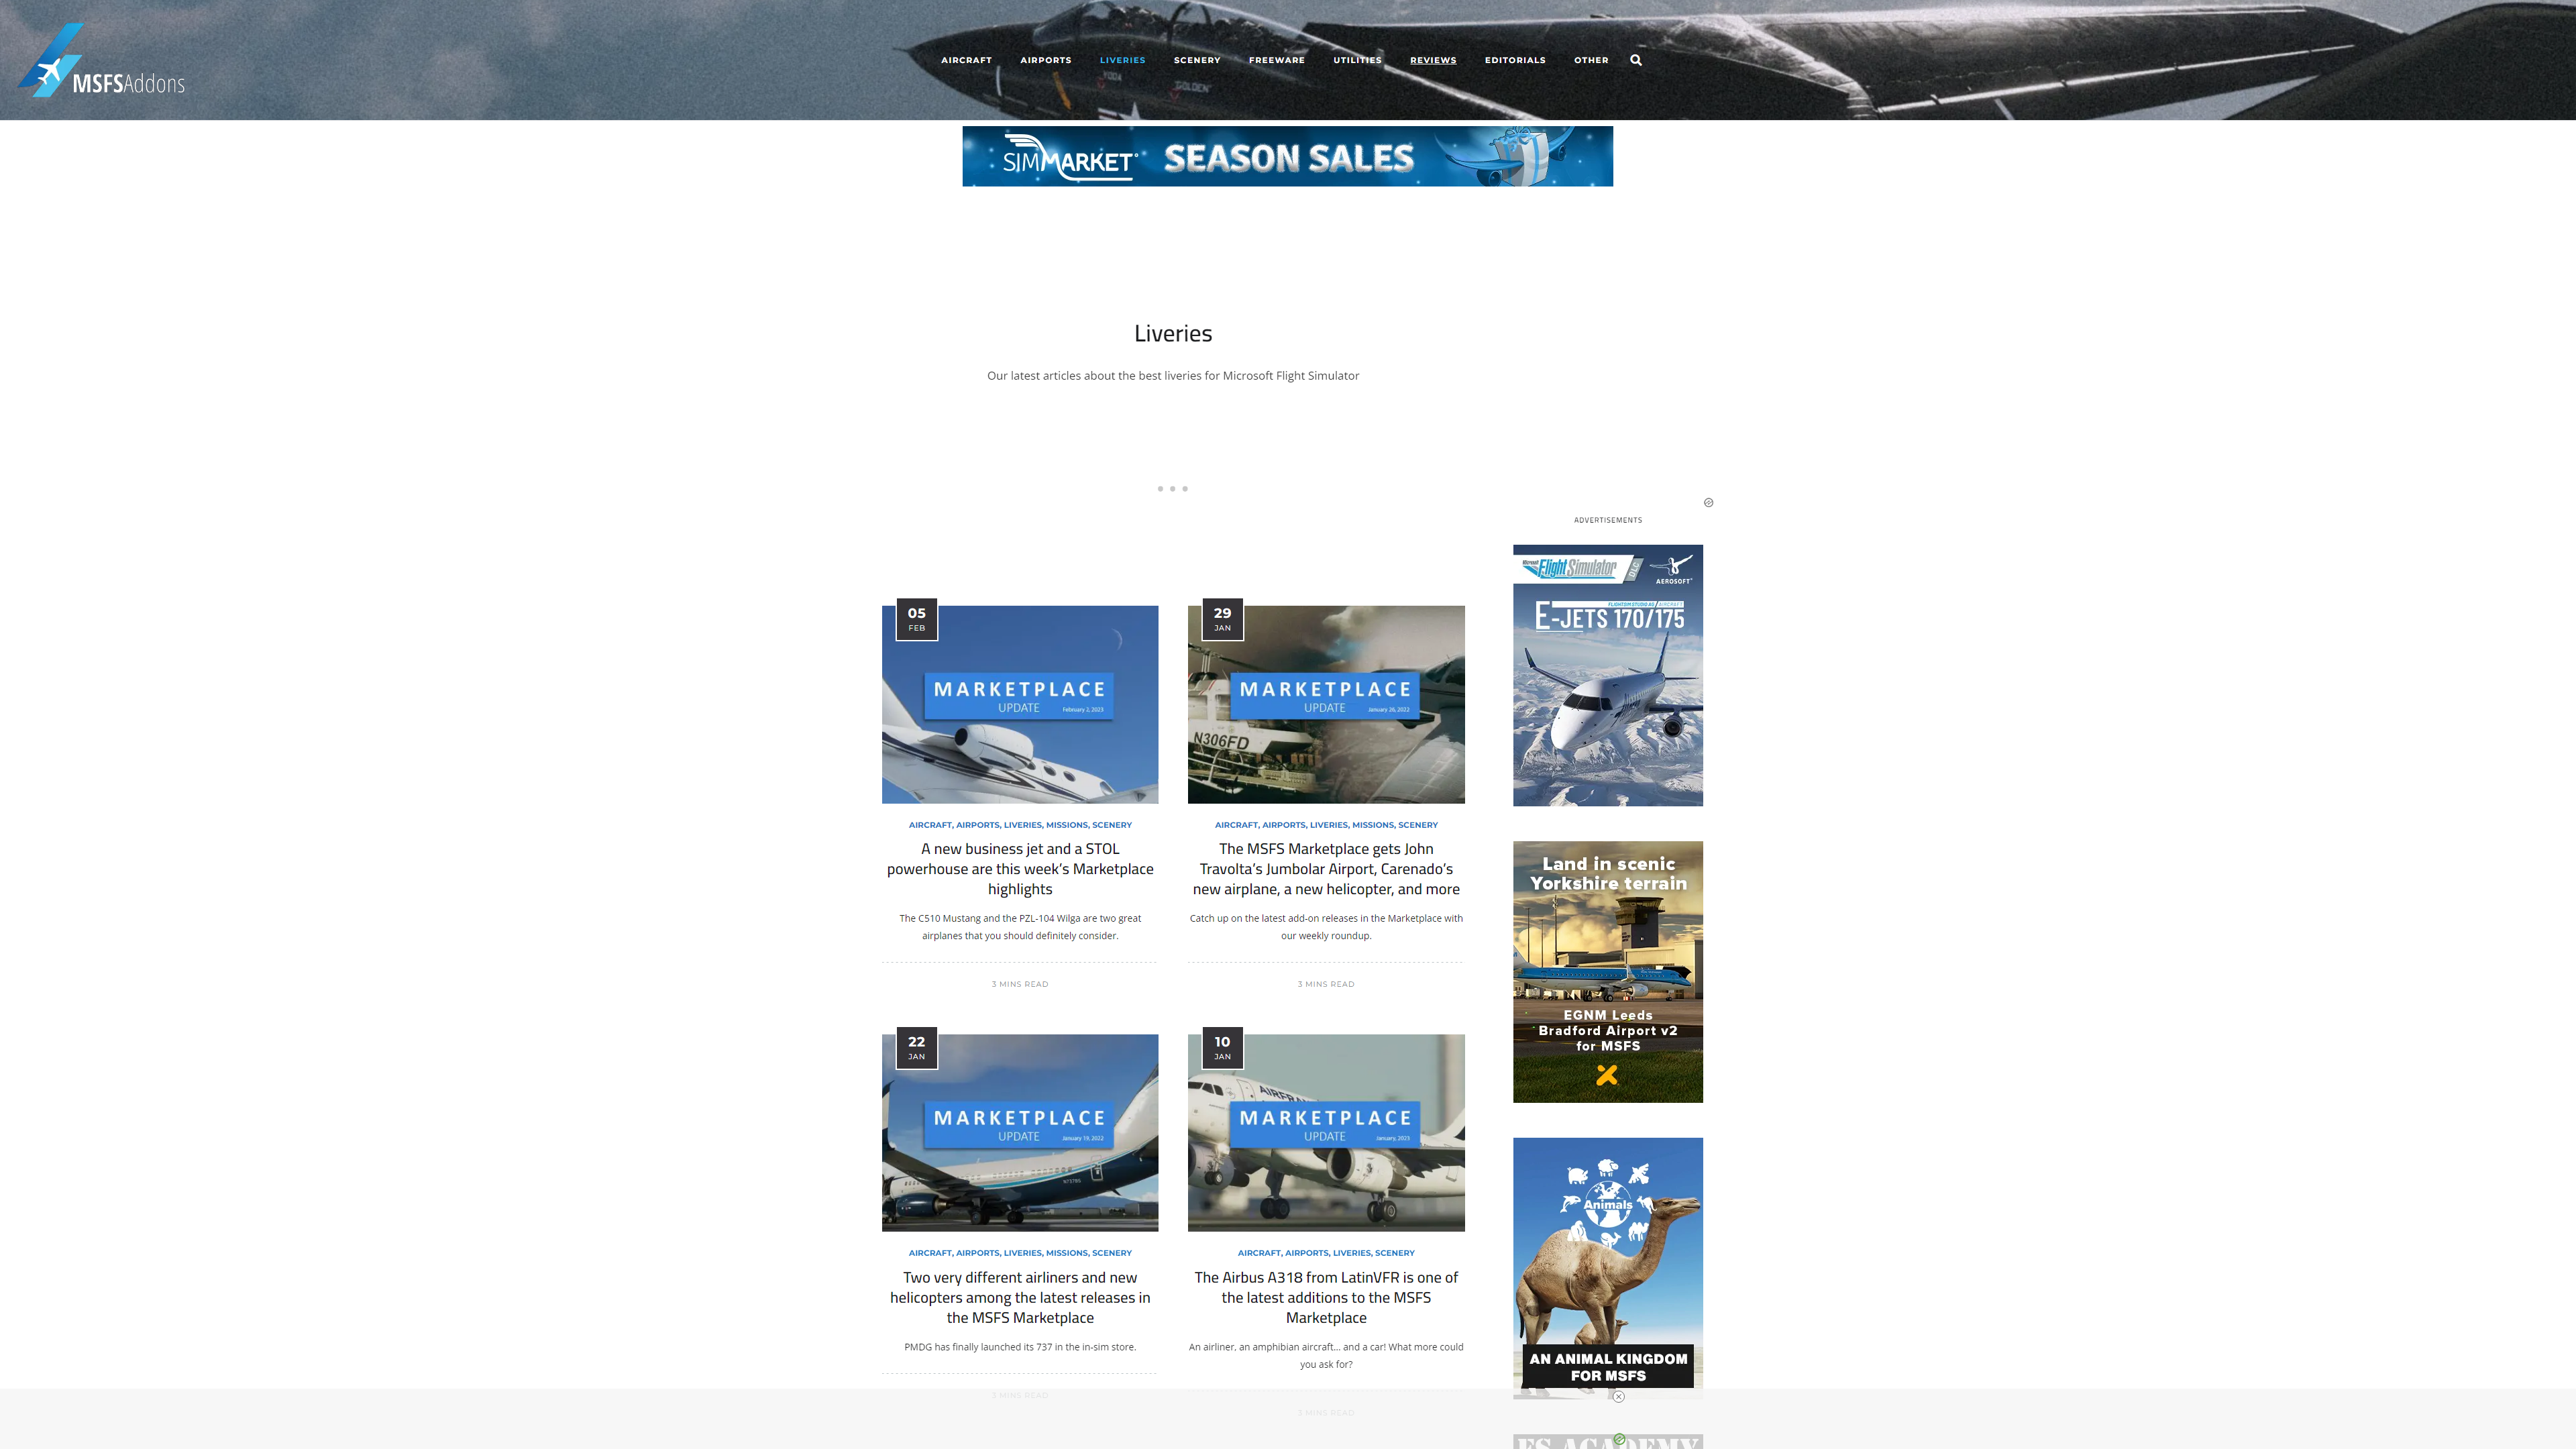 MSFSAddons
AIRCRAFT AIRPORTS LIVERIES SCENERY FREEWARE UTILITIES REVIEWS EDITORIALS OTHER
GOLDEN
SIMMARKET SEASON SALES
Liveries
Our latest articles about the best liveries for Microsoft Flight Simulator
ADVERTISEMENTS
Microsoft Flight Simulator DLC
AEROSOFT
E-JETS 170/175
05
FEB
MARKETPLACE
UPDATE February 2, 2023
AIRCRAFT, AIRPORTS, LIVERIES, MISSIONS, SCENERY
A new business jet and a STOL
powerhouse are this week's Marketplace
highlights
The C510 Mustang and the PZL-104 Wilga are two great
airplanes that you should definitely consider.
3 MINS READ
29
JAN
MARKETPLACE
UPDATE January 26, 2022
N306FD
AIRCRAFT, AIRPORTS, LIVERIES, MISSIONS, SCENERY
The MSFS Marketplace gets John
Travolta's Jumbolar Airport, Carenado's
new airplane, a new helicopter, and more
Catch up on the latest add-on releases in the Marketplace with
our weekly roundup.
3 MINS READ
Land in scenic
Yorkshire terrain
EGNM Leeds
Bradford Airport v2
for MSFS
22
JAN
MARKETPLACE
UPDATE January 19, 2022
AIRCRAFT, AIRPORTS, LIVERIES, MISSIONS, SCENERY
Two very different airliners and new
helicopters among the latest releases in
the MSFS Marketplace
PMDG has finally launched its 737 in the in-sim store.
3 MINS READ
10
JAN
MARKETPLACE
UPDATE January, 2023
AIRCRAFT, AIRPORTS, LIVERIES, SCENERY
The Airbus A318 from LatinVFR is one of
the latest additions to the MSFS
Marketplace
An airliner, an amphibian aircraft... and a car! What more could
you ask for?
3 MINS READ
Animals
AN ANIMAL KINGDOM
FOR MSFS
FS ACADEMY